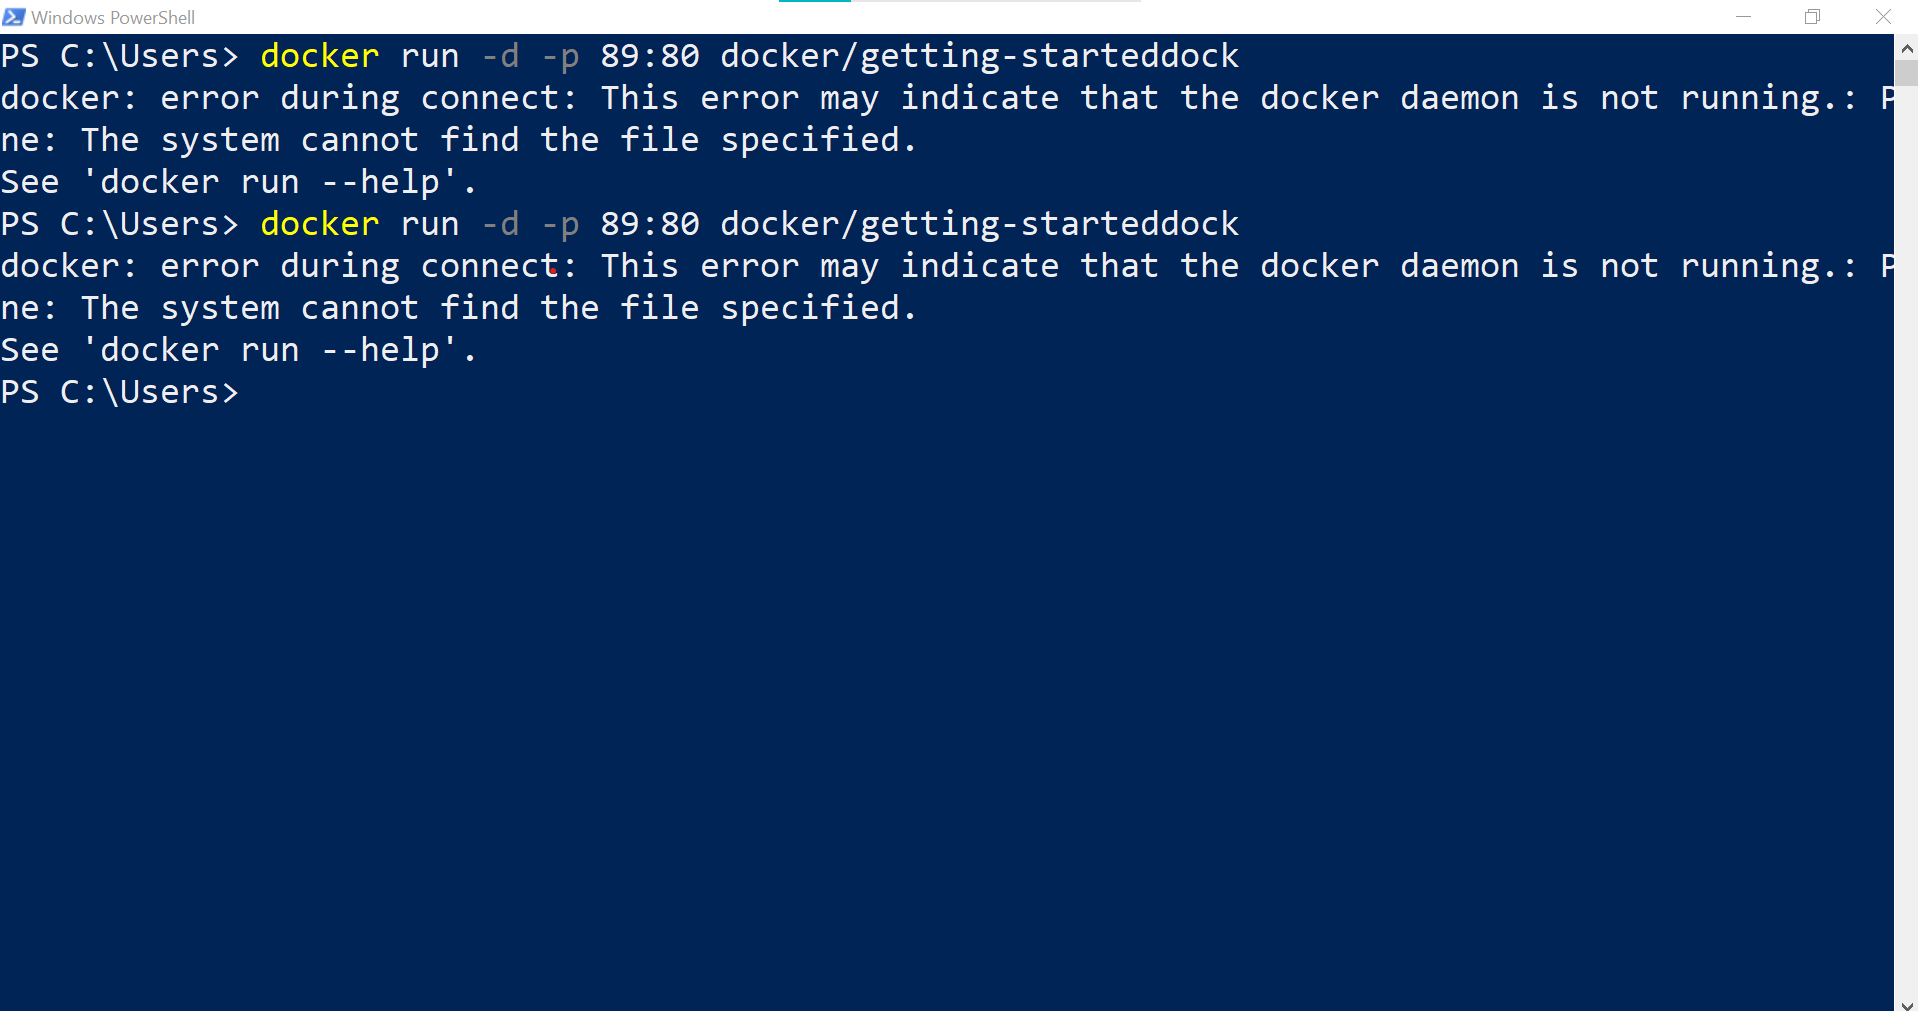 Windows PowerShell
PS C:\Users> docker run -d -p 89:80 docker/getting-starteddock
docker: error during connect: This error may indicate that the docker daemon is not running.: P
ne: The system cannot find the file specified.
See 'docker run --help'.
PS C:\Users> docker run -d -p 89:80 docker/getting-starteddock
docker: error during connect: This error may indicate that the docker daemon is not running.: P
ne: The system cannot find the file specified.
See 'docker run --help'.
PS C:\Users>